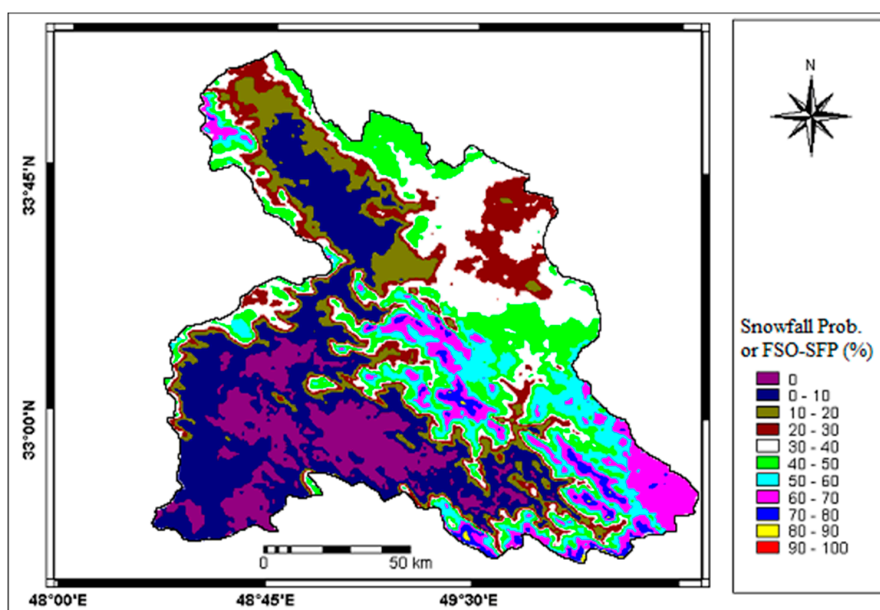 N
33°45'N
33°00'N
Snowfall Prob.
or FSO-SFP (%)
0
0 - 10
10 - 20
20 - 30
30 - 40
40 - 50
50 - 60
60 - 70
70 - 80
80 - 90
90 - 100
0 50 km
48°00'E 48°45'E 49°30'E